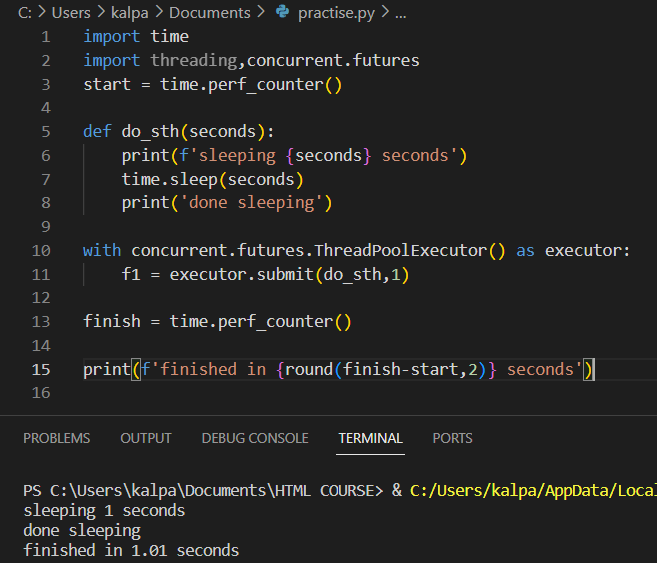 C: > Users > kalpa > Documents > practise.py > ...
1 import time
2 import threading,concurrent.futures
3 start = time.perf_counter()
4
5 def do_sth(seconds):
6     print(f'sleeping {seconds} seconds')
7     time.sleep(seconds)
8     print('done sleeping')
9
10 with concurrent.futures.ThreadPoolExecutor() as executor:
11     f1 = executor.submit(do_sth,1)
12
13 finish = time.perf_counter()
14
15 print(f'finished in {round(finish-start,2)} seconds')
16
PROBLEMS OUTPUT DEBUG CONSOLE TERMINAL PORTS
PS C:\Users\kalpa\Documents\HTML COURSE> & C:/Users/kalpa/AppData/Loca
sleeping 1 seconds
done sleeping
finished in 1.01 seconds